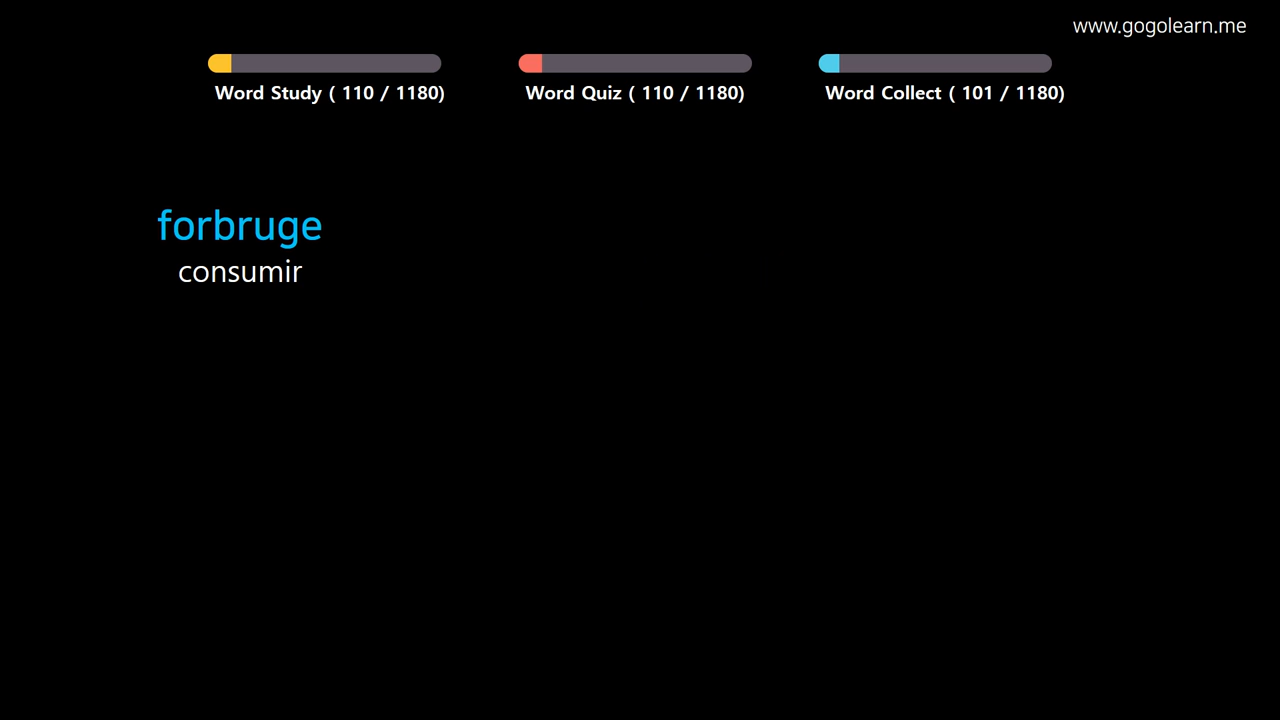 www.gogolearn.me
Word Study ( 110 / 1180)
Word Quiz ( 110 / 1180)
Word Collect ( 101 / 1180)
forbruge
consumir